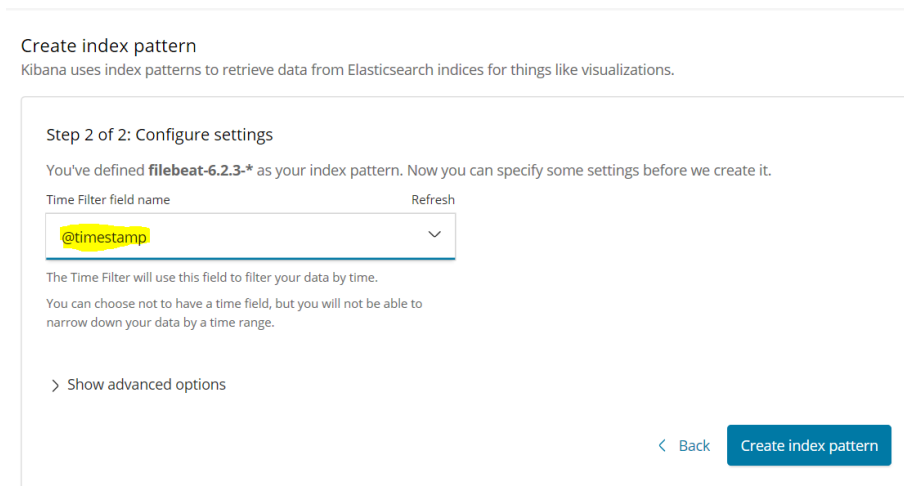 Create index pattern
Kibana uses index patterns to retrieve data from Elasticsearch indices for things like visualizations.
Step 2 of 2: Configure settings
You've defined filebeat-6.2.3-* as your index pattern. Now you can specify some settings before we create it.
Time Filter field name Refresh
@timestamp
The Time Filter will use this field to filter your data by time.
You can choose not to have a time field, but you will not be able to
narrow down your data by a time range.
Show advanced options
Back Create index pattern